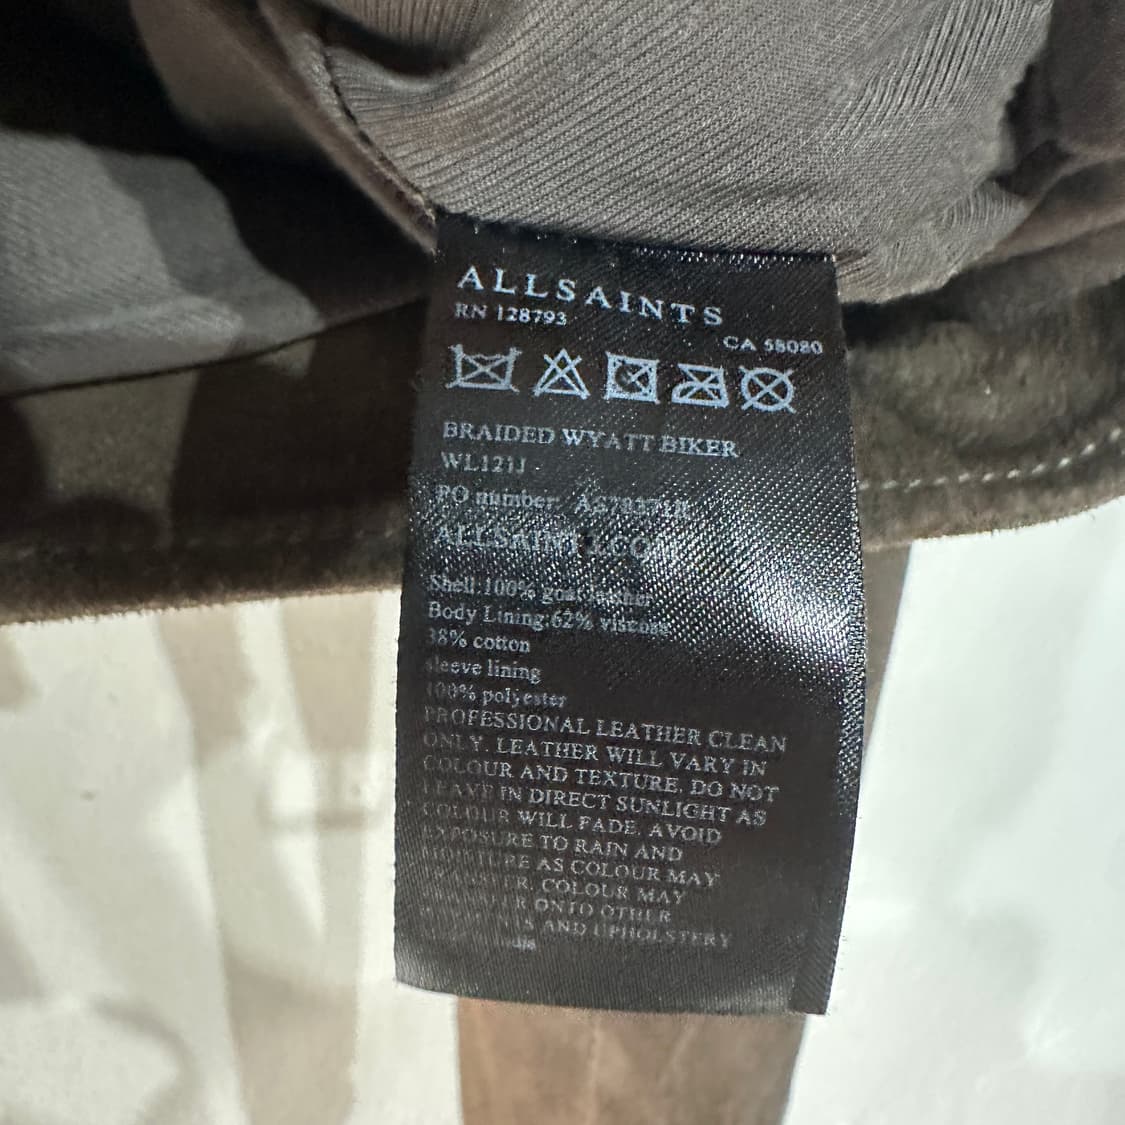 ALLSAINTS
RN 128793
CA 58080
BRAIDED WYATT BIKER
WL121J
PO number:
Shell:100% goat leather
Body Lining:62% viscose
38% cotton
sleeve lining
100% polyester
PROFESSIONAL LEATHER CLEAN
ONLY. LEATHER WILL VARY IN
COLOUR AND TEXTURE. DO NOT
LEAVE IN DIRECT SUNLIGHT AS
COLOUR WILL FADE. AVOID
EXPOSURE TO RAIN AND
MOISTURE AS COLOUR MAY
TRANSFER. COLOUR MAY
TRANSFER ONTO OTHER
AND UPHOLSTERY